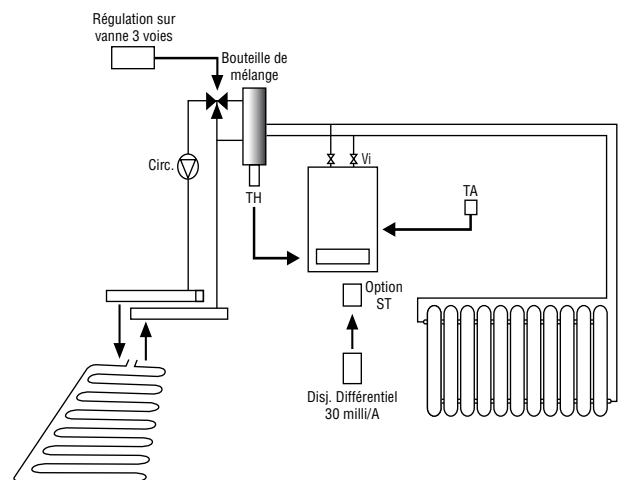 Régulation sur
vanne 3 voies
Bouteille de
mélange
Circ.
Vi
TH
TA
Option
ST
Disj. Différentiel
30 milli/A